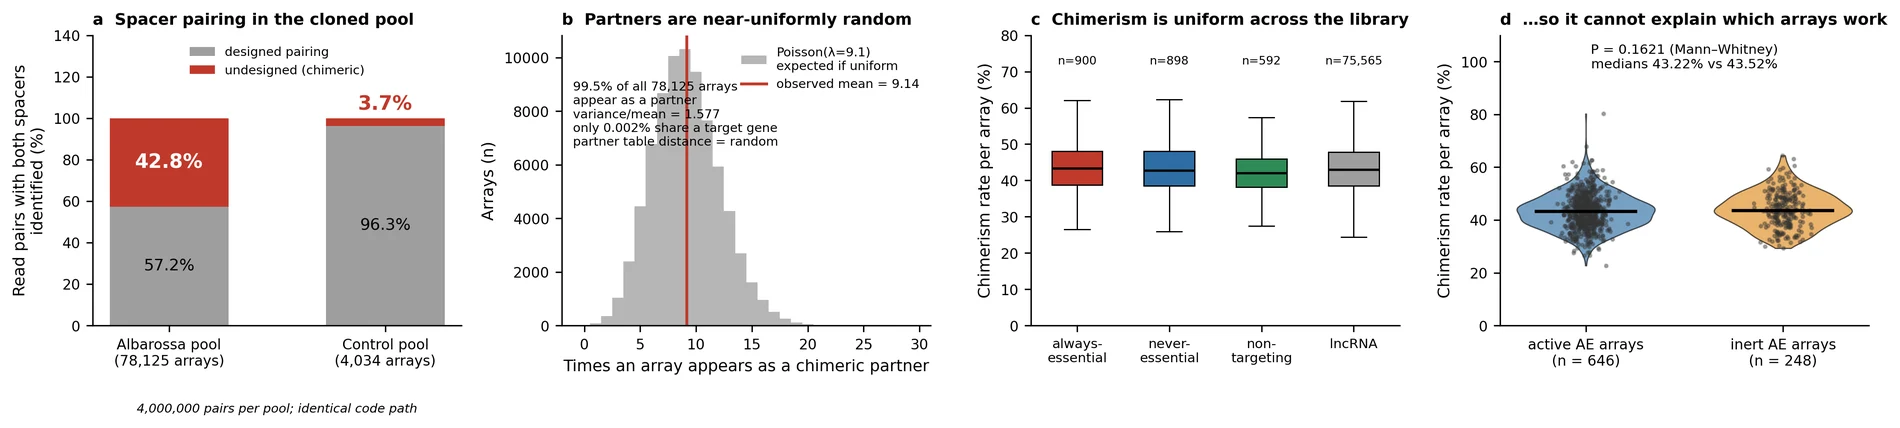 a Spacer pairing in the cloned pool
140
120
100
80
60
40
20
0
Read pairs with both spacers
identified (%)
designed pairing
undesigned (chimeric)
42.8%
57.2%
3.7%
96.3%
Albarossa pool
(78,125 arrays)
Control pool
(4,034 arrays)
4,000,000 pairs per pool; identical code path
b Partners are near-uniformly random
10000
8000
6000
4000
2000
0
Arrays (n)
Poisson(λ=9.1)
expected if uniform
observed mean = 9.14
99.5% of all 78,125 arrays
appear as a partner
variance/mean = 1.577
only 0.002% share a target gene
partner table distance = random
0 5 10 15 20 25 30
Times an array appears as a chimeric partner
c Chimerism is uniform across the library
80
70
60
50
40
30
20
10
0
Chimerism rate per array (%)
n=900 n=898 n=592 n=75,565
always-
essential
never-
essential
non-
targeting
lncRNA
d ...so it cannot explain which arrays work
100
80
60
40
20
0
Chimerism rate per array (%)
P = 0.1621 (Mann–Whitney)
medians 43.22% vs 43.52%
active AE arrays
(n = 646)
inert AE arrays
(n = 248)